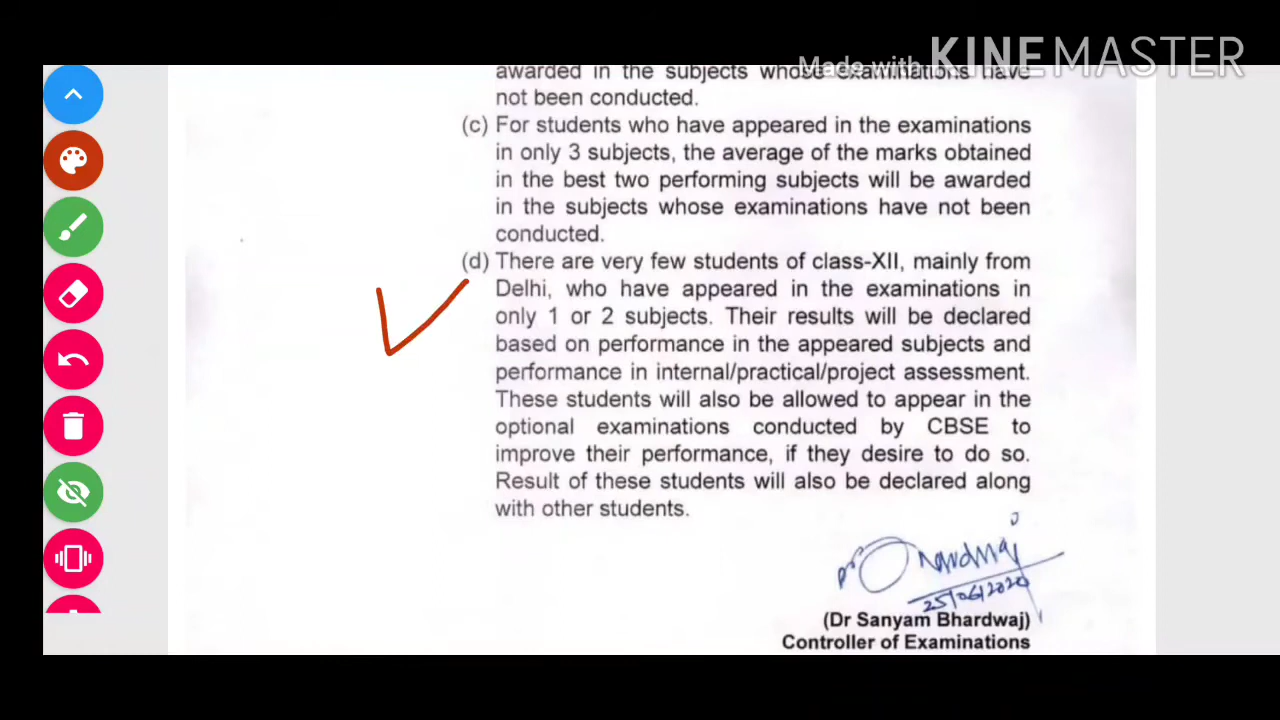 Made with KINEMASTER
awarded in the subjects whose examinations have
not been conducted.
(c) For students who have appeared in the examinations
in only 3 subjects, the average of the marks obtained
in the best two performing subjects will be awarded
in the subjects whose examinations have not been
conducted.
(d) There are very few students of class-XII, mainly from
Delhi, who have appeared in the examinations in
only 1 or 2 subjects. Their results will be declared
based on performance in the appeared subjects and
performance in internal/practical/project assessment.
These students will also be allowed to appear in the
optional examinations conducted by CBSE to
improve their performance, if they desire to do so.
Result of these students will also be declared along
with other students.
25/06/2020
(Dr Sanyam Bhardwaj)
Controller of Examinations